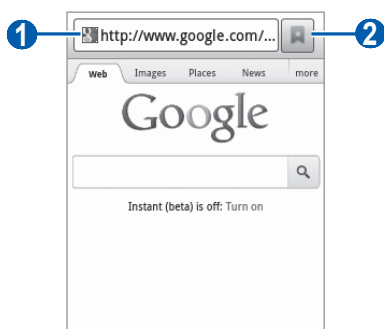 1
http://www.google.com/...
2
Web Images Places News more
Google
Instant (beta) is off: Turn on